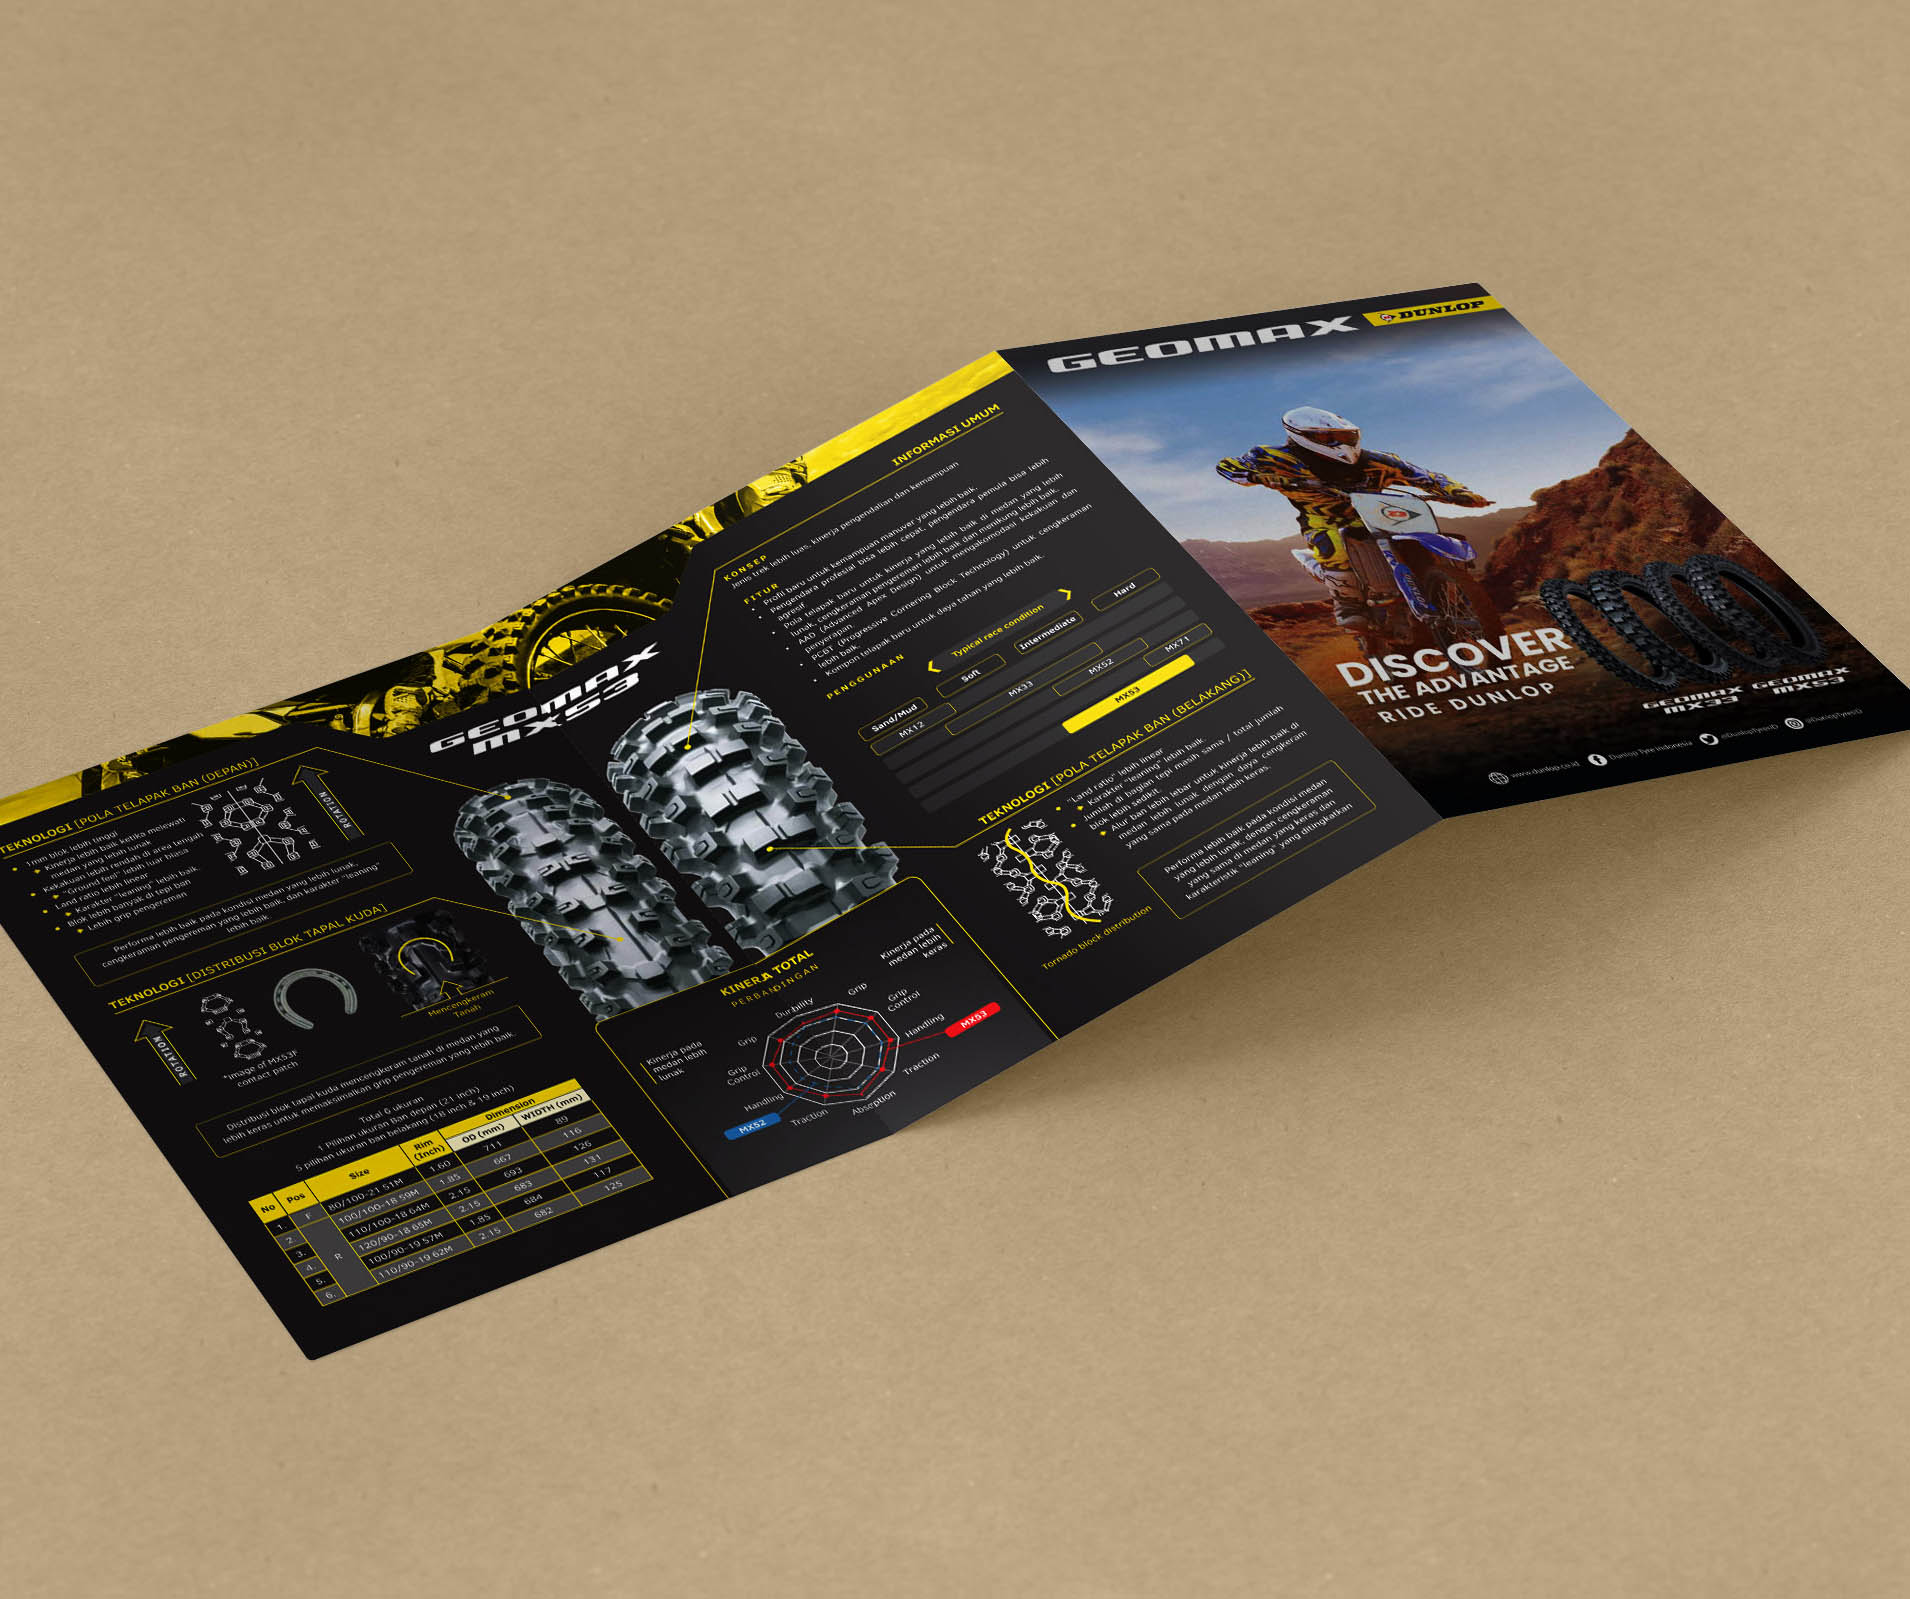 TEKNOLOGI [POLA TELAPAK BAN (DEPAN)]
1mm blok lebih tinggi
Kinerja lebih baik ketika melewati
medan yang lebih lunak
Kekakuan lebih rendah di area tengah
"Ground feel" lebih luar biasa
Land ratio lebih linear
Karakter "leaning" lebih baik.
Blok lebih banyak di tepi ban
Lebih grip pengereman
ROTATION
Performa lebih baik pada kondisi medan yang lebih lunak,
cengkeraman pengereman yang lebih baik, dan karakter "leaning"
lebih baik
TEKNOLOGI [DISTRIBUSI BLOK TAPAL KUDA]
ROTATION
*Image of MX53F
contact patch
Mencengkeram
Tanah
Distribusi blok tapal kuda mencengkeram tanah di medan yang
lebih keras untuk memaksimalkan grip pengereman yang lebih baik.
Total 6 ukuran
1 Pilihan ukuran Ban depan (21 inch)
5 pilihan ukuran ban belakang (18 inch & 19 inch)
No Pos Size Rim (Inch) Dimension
OD (mm) WIDTH (mm)
1. F 80/100-21 51M 1.60 711 89
2. R 100/100-18 59M 1.85 667 116
3. 110/100-18 64M 2.15 693 126
4. 120/90-18 65M 2.15 683 131
5. 100/90-19 57M 1.85 684 117
6. 110/90-19 62M 2.15 682 125
GEOMAX
MX53
KINERJA TOTAL
PERBANDINGAN
Kinerja pada
medan lebih
keras
Kinerja pada
medan lebih
lunak
Durability
Grip
Grip
Control
Handling
MX53
Traction
Absorption
Traction
MX52
Handling
Grip
Control
Grip
INFORMASI UMUM
KONSEP
Jenis trek lebih luas, kinerja pengendalian dan kemampuan
FITUR
Profil baru untuk kemampuan manuver yang lebih baik.
Pengendara profesial bisa lebih cepat, pengendara pemula bisa lebih
agresif
Pola telapak baru untuk kinerja yang lebih baik di medan yang lebih
lunak, cengkeraman pengereman lebih baik dan menikung lebih baik.
AAD (Advanced Apex Design) untuk mengakomodasi kekakuan dan
penyerapan.
PCBT (Progressive Cornering Block Technology) untuk cengkeraman
lebih baik.
Kompon telapak baru untuk daya tahan yang lebih baik.
PENGGUNAAN
Typical race condition
Sand/Mud
Soft
Intermediate
Hard
MX12
MX33
MX52
MX71
MX53
TEKNOLOGI [POLA TELAPAK BAN (BELAKANG)]
"Land ratio" lebih linear
Karakter "leaning" lebih baik.
Jumlah di bagian tepi masih sama / total jumlah
blok lebih sedikit.
Alur ban lebih lebar untuk kinerja lebih baik di
medan lebih lunak dengan daya cengkeram
yang sama pada medan lebih keras.
Tornado block distribution
Performa lebih baik pada kondisi medan
yang lebih lunak, dengan cengkeraman
yang sama di medan yang keras dan
karakteristik "leaning" yang ditingkatkan
GEOMAX
DUNLOP
DISCOVER
THE ADVANTAGE
RIDE DUNLOP
GEOMAX
MX33
GEOMAX
MX53
www.dunlop.co.id
Dunlop Tyre Indonesia
@DunlopTyresID
@DunlopTyresID